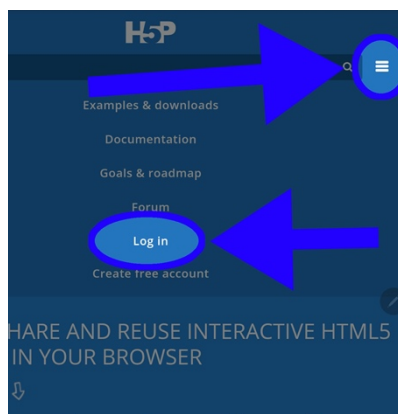 H5P
Examples & downloads
Documentation
Goals & roadmap
Forum
Log in
Create free account
HARE AND REUSE INTERACTIVE HTML5
IN YOUR BROWSER